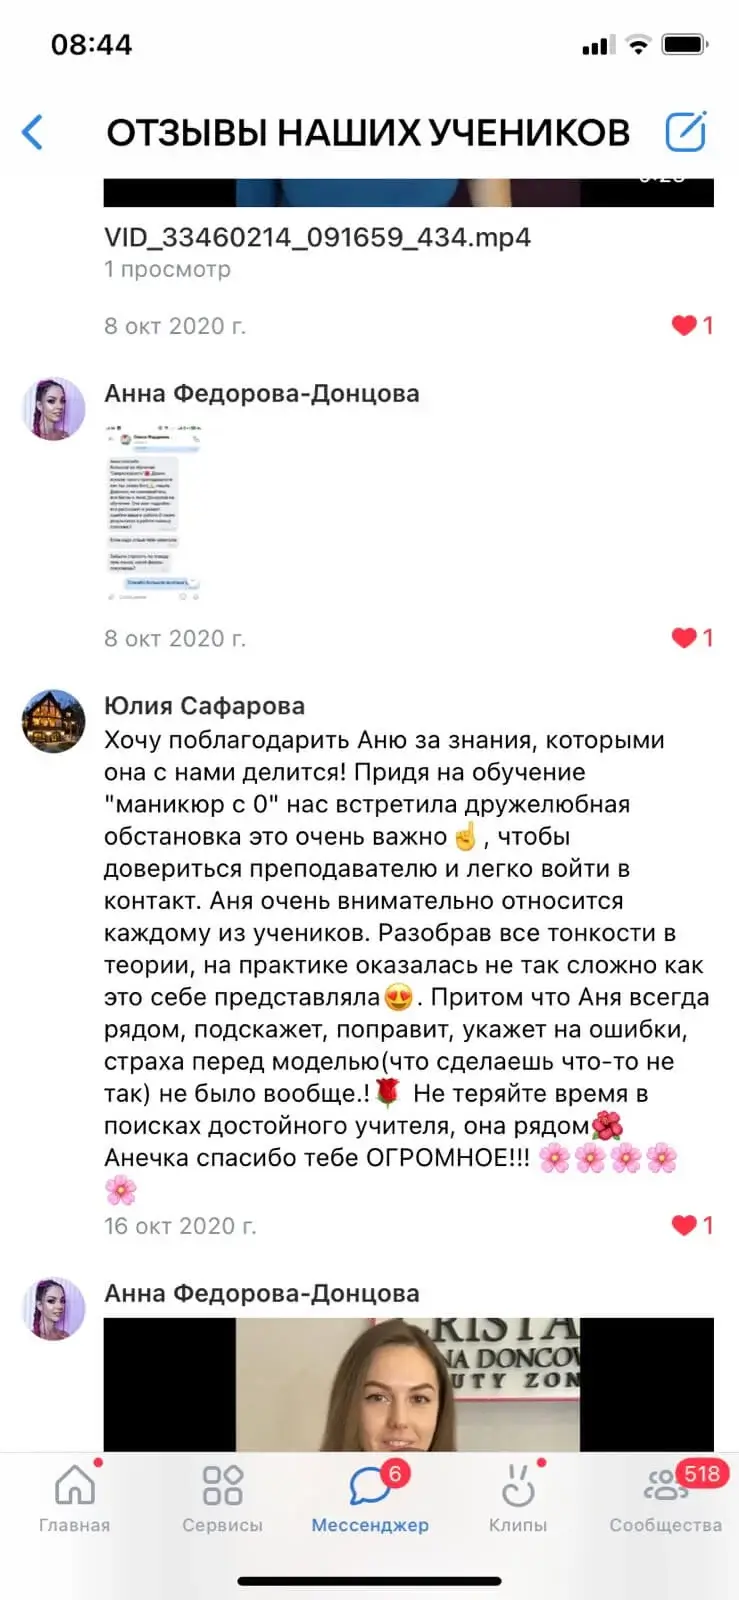 08:44
ОТЗЫВЫ НАШИХ УЧЕНИКОВ
VID_33460214_091659_434.mp4
1 просмотр
8 окт 2020 г.
1
Анна Федорова-Донцова
8 окт 2020 г.
1
Юлия Сафарова
Хочу поблагодарить Аню за знания, которыми
она с нами делится! Придя на обучение
"маникюр с 0" нас встретила дружелюбная
обстановка это очень важно☝️, чтобы
довериться преподавателю и легко войти в
контакт. Аня очень внимательно относится
каждому из учеников. Разобрав все тонкости в
теории, на практике оказалась не так сложно как
это себе представляла😍. Притом что Аня всегда
рядом, подскажет, поправит, укажет на ошибки,
страха перед моделью(что сделаешь что-то не
так) не было вообще.!🌹 Не теряйте время в
поисках достойного учителя, она рядом🌺
Анечка спасибо тебе ОГРОМНОЕ!!! 🌸🌸🌸🌸
🌸
16 окт 2020 г.
1
Анна Федорова-Донцова
RISTA
NA DONCOV
UTY ZON
6
518
Главная
Сервисы
Мессенджер
Клипы
Сообщества